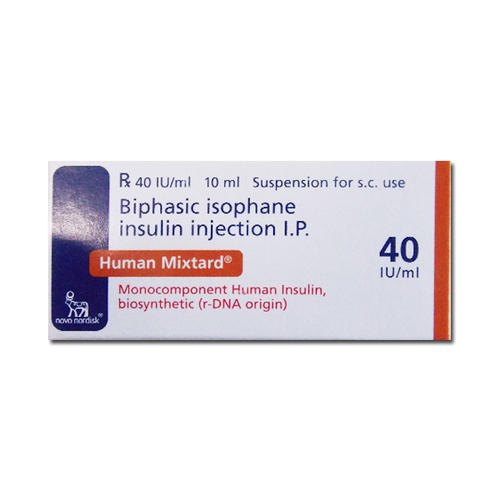 Rx 40 IU/ml 10 ml Suspension for s.c. use
Biphasic isophane
insulin injection I.P.
40
IU/ml
Human Mixtard®
Monocomponent Human Insulin,
biosynthetic (r-DNA origin)
novo nordisk®